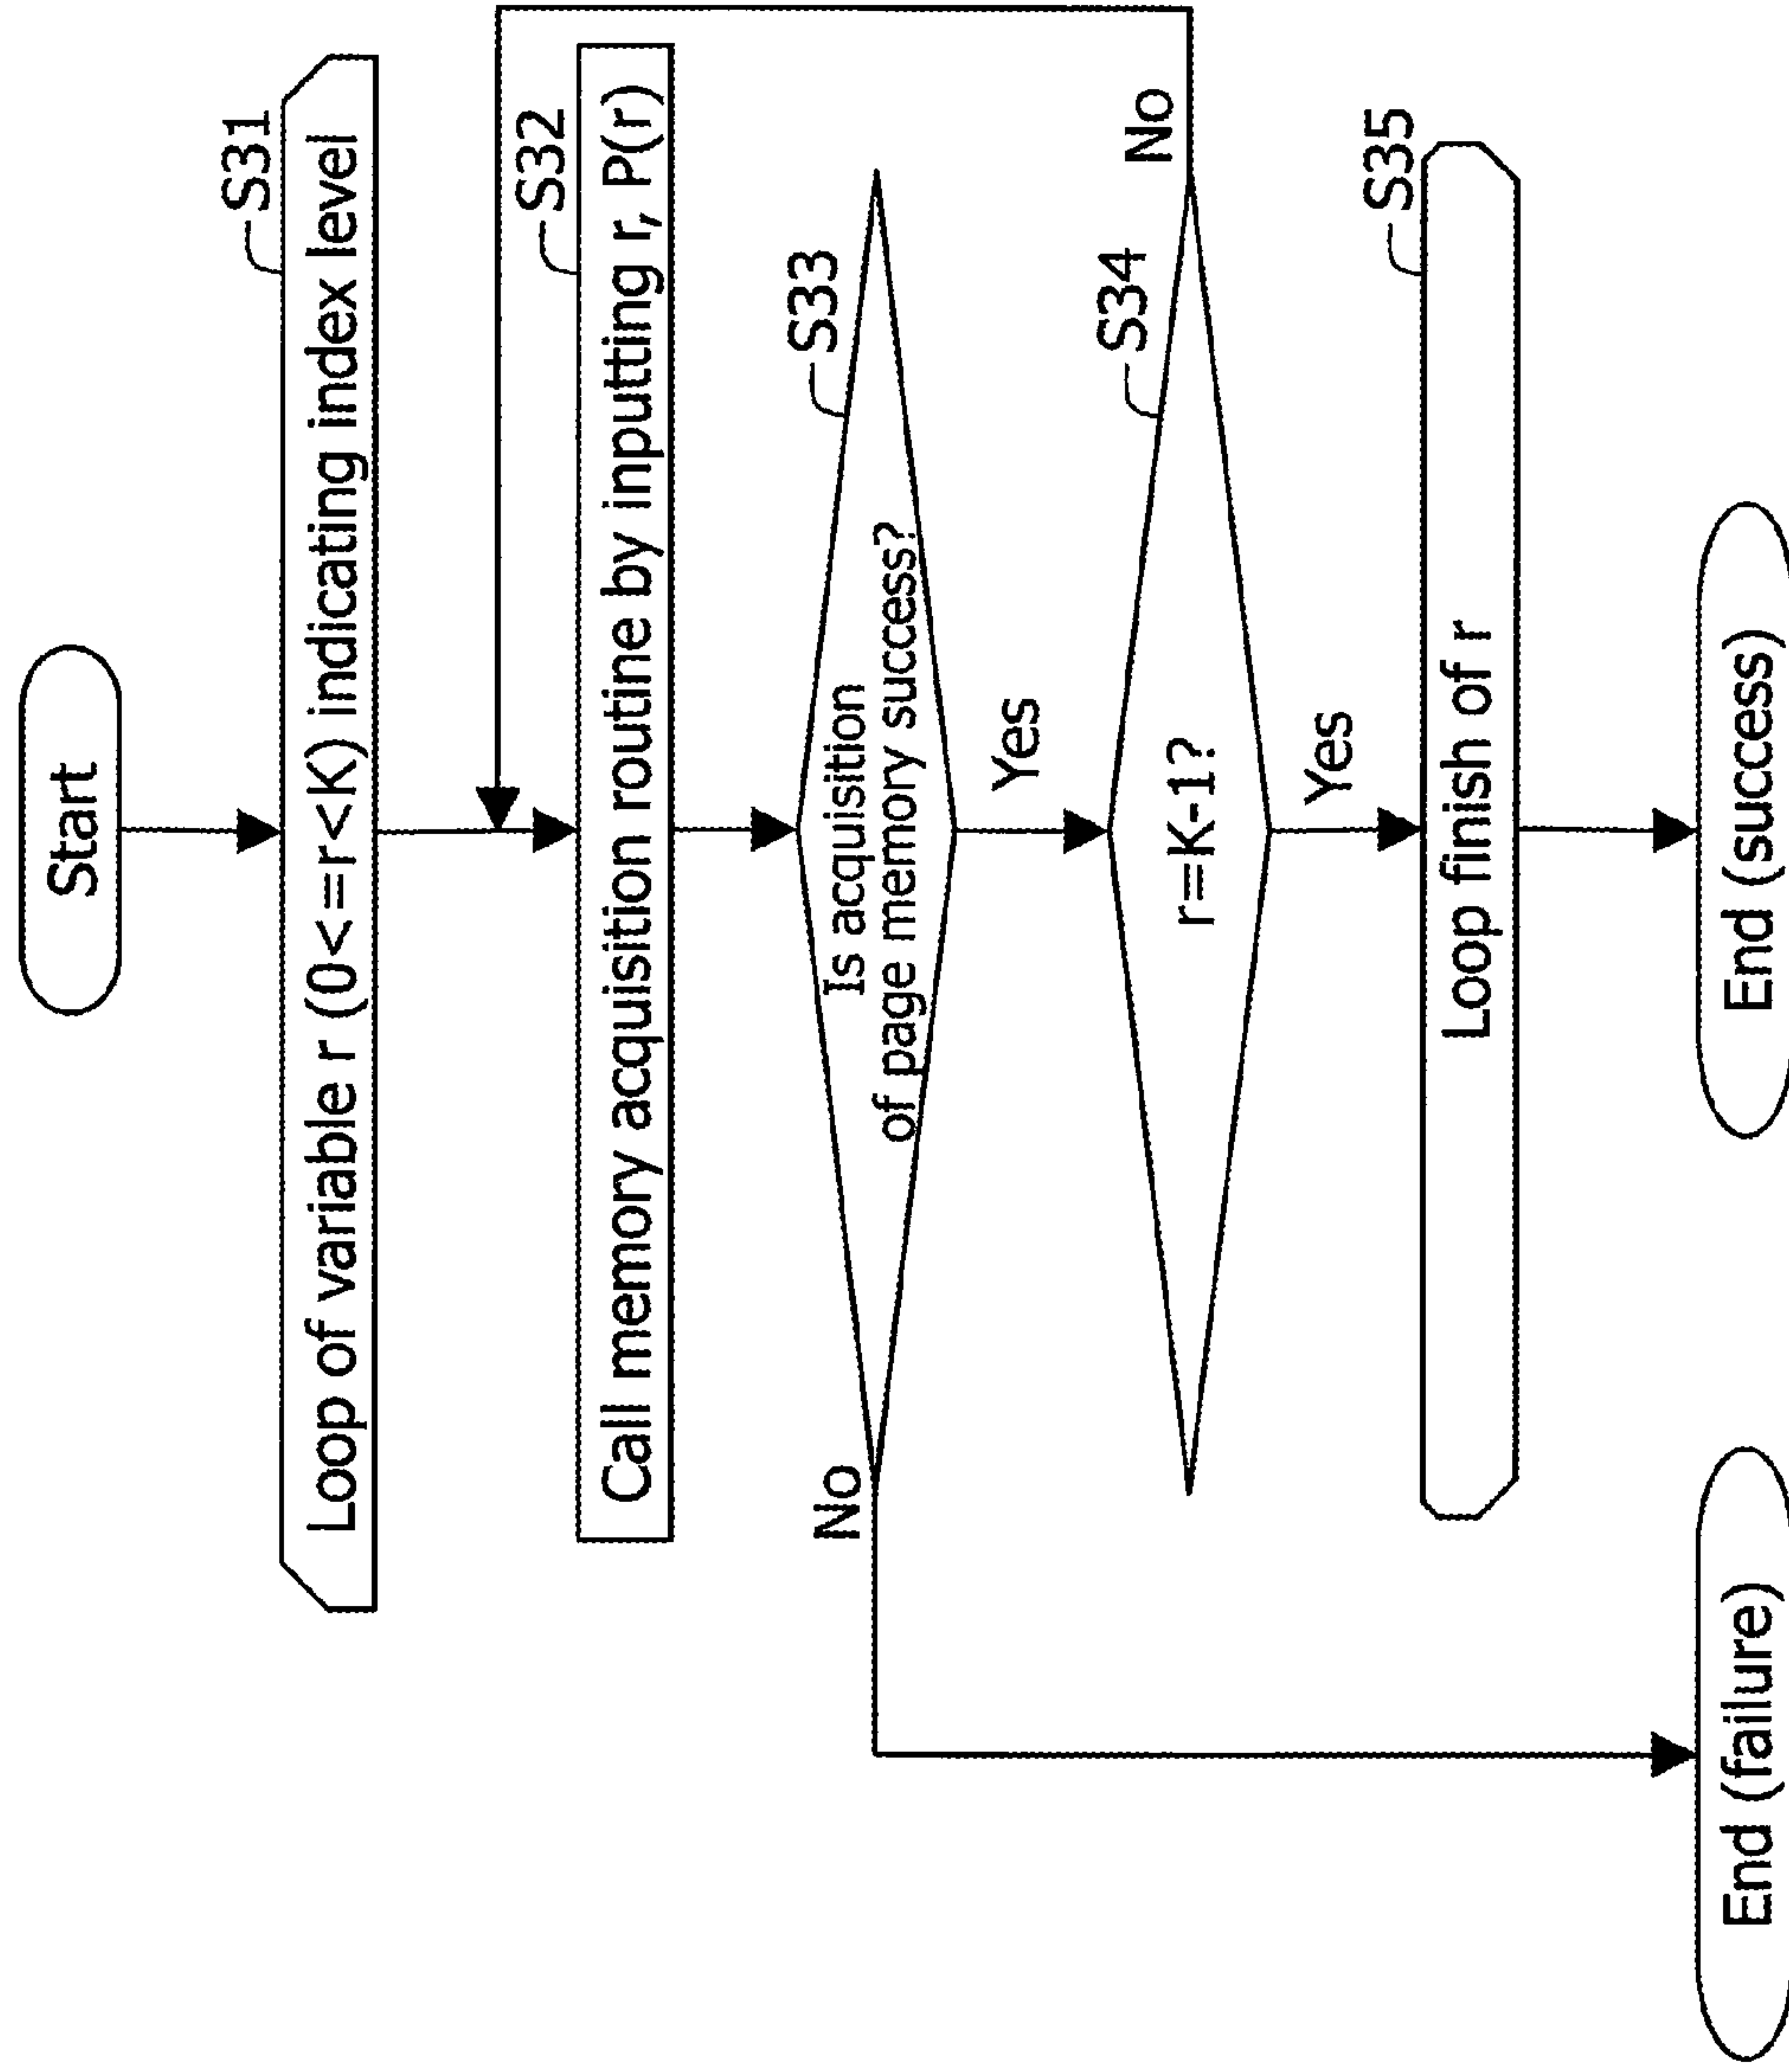 Start
S31
Loop of variable r (0<=r<K) indicating index level
S32
Call memory acquisition routine by inputting r, P(r)
S33
Is acquisition
of page memory success?
No
Yes
S34
r=K-1?
No
Yes
S35
Loop finish of r
End (failure)
End (success)